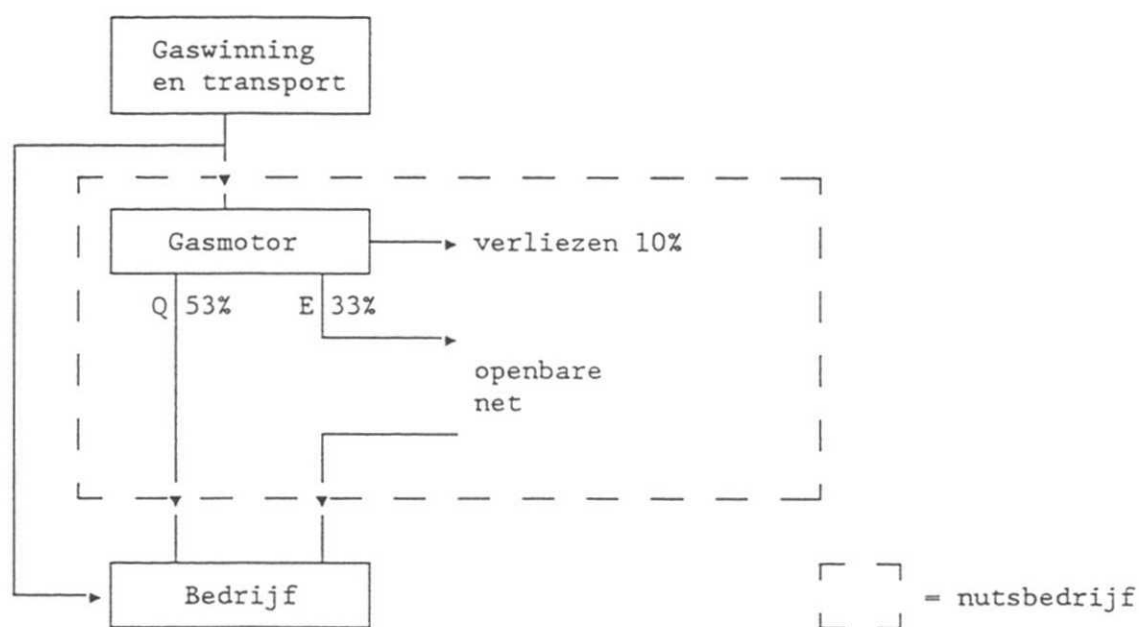 Gaswinning
en transport
Gasmotor
verliezen 10%
Q 53% E 33%
openbare
net
Bedrijf
= nutsbedrijf